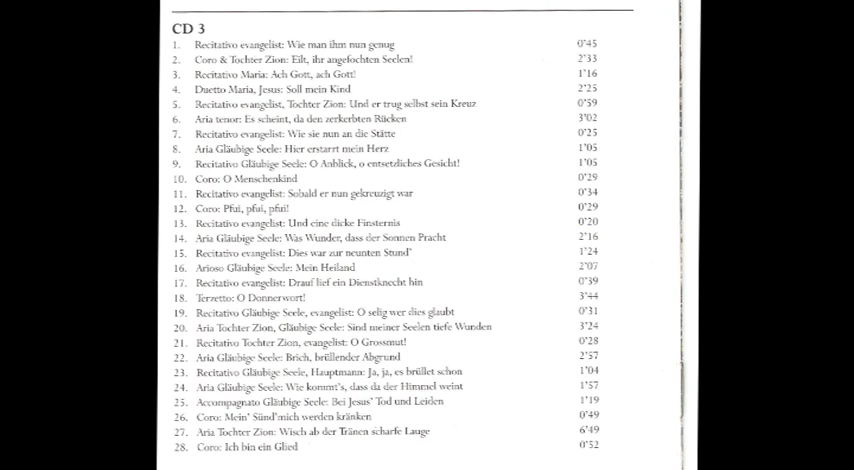 CD 3
1. Recitativo evangelist: Wie man ihm nun genug 0'45
2. Coro & Tochter Zion: Eilt, ihr angefochten Seelen! 2'33
3. Recitativo Maria: Ach Gott, ach Gott! 1'16
4. Duetto Maria, Jesus: Soll mein Kind 2'25
5. Recitativo evangelist, Tochter Zion: Und er trug selbst sein Kreuz 0'59
6. Aria tenor: Es scheint, da den zerkerbten Rücken 3'02
7. Recitativo evangelist: Wie sie nun an die Stätte 0'25
8. Aria Gläubige Seele: Hier erstarrt mein Herz 1'05
9. Recitativo Gläubige Seele: O Anblick, o entsetzliches Gesicht! 1'05
10. Coro: O Menschenkind 0'29
11. Recitativo evangelist: Sobald er nun gekreuzigt war 0'34
12. Coro: Pfui, pfui, pfui! 0'29
13. Recitativo evangelist: Und eine dicke Finsternis 0'20
14. Aria Gläubige Seele: Was Wunder, dass der Sonnen Pracht 2'16
15. Recitativo evangelist: Dies war zur neunten Stund' 1'24
16. Arioso Gläubige Seele: Mein Heiland 2'07
17. Recitativo evangelist: Drauf lief ein Dienstknecht hin 0'39
18. Terzetto: O Donnerwort! 3'44
19. Recitativo Gläubige Seele, evangelist: O selig wer dies glaubt 0'31
20. Aria Tochter Zion, Gläubige Seele: Sind meiner Seelen tiefe Wunden 3'24
21. Recitativo Tochter Zion, evangelist: O Grossmut! 0'28
22. Aria Gläubige Seele: Brich, brüllender Abgrund 2'57
23. Recitativo Gläubige Seele, Hauptmann: Ja, ja, es brüllet schon 1'04
24. Aria Gläubige Seele: Wie kommt's, dass da der Himmel weint 1'57
25. Accompagnato Gläubige Seele: Bei Jesus' Tod und Leiden 1'19
26. Coro: Mein' Sünd'mich werden kränken 0'49
27. Aria Tochter Zion: Wisch ab der Tränen scharfe Lauge 6'49
28. Coro: Ich bin ein Glied 0'52